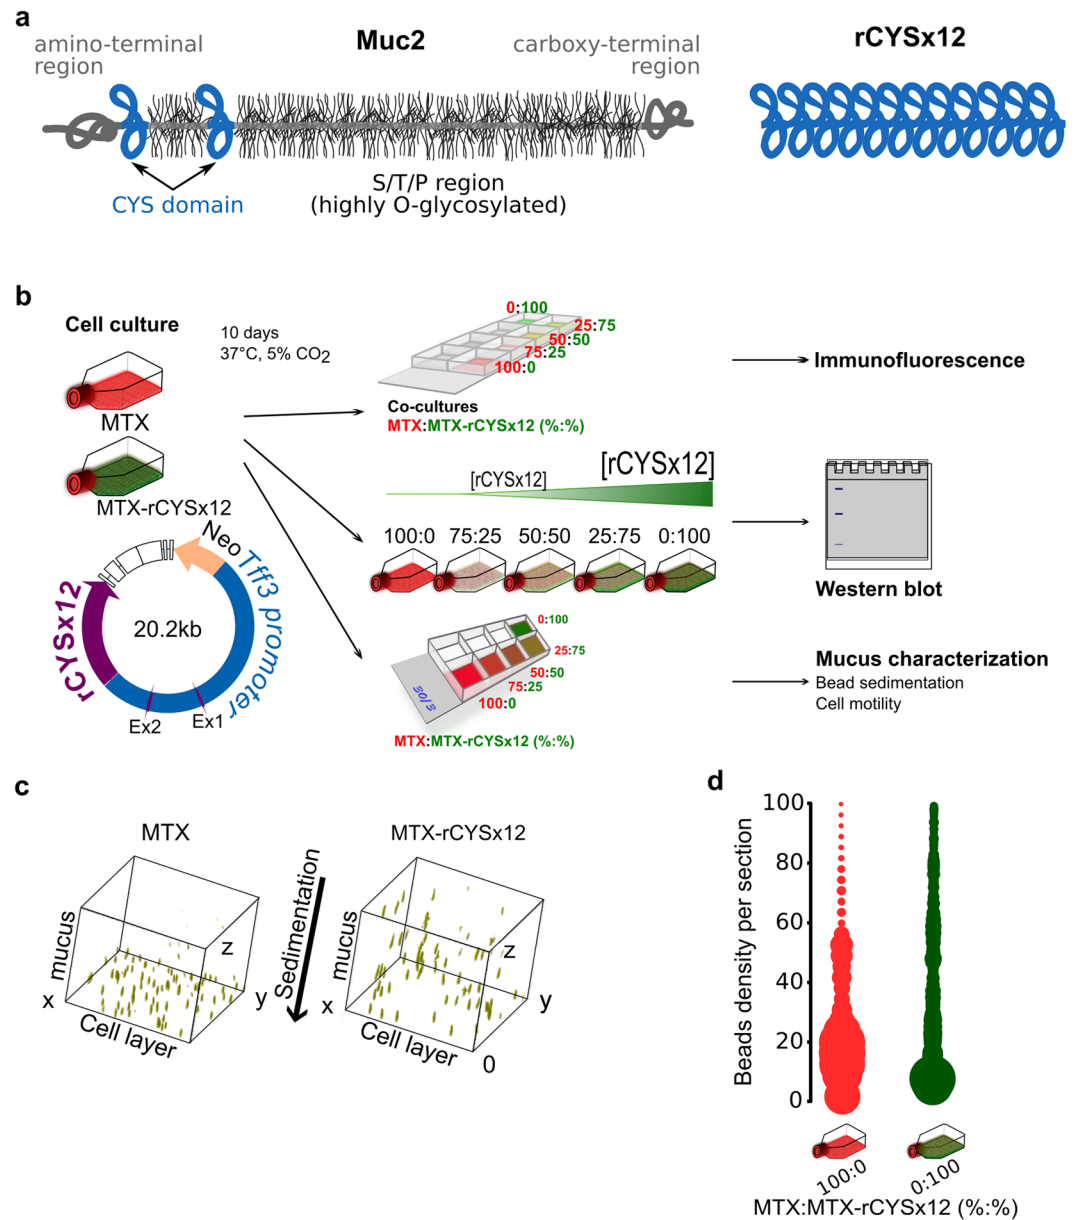 a
amino-terminal
region
Muc2
carboxy-terminal
region
rCYSx12
CYS domain
S/T/P region
(highly O-glycosylated)
b
Cell culture
MTX
MTX-rCYSx12
10 days
37°C, 5% CO2
0:100
25:75
50:50
75:25
100:0
Co-cultures
MTX:MTX-rCYSx12 (%:%)
Immunofluorescence
[rCYSx12]
[rCYSx12]
100:0 75:25 50:50 25:75 0:100
Western blot
rCYSx12
Neo
Tff3 promoter
20.2kb
Ex2
Ex1
0:100
25:75
50:50
75:25
100:0
30/3
MTX:MTX-rCYSx12 (%:%)
Mucus characterization
Bead sedimentation
Cell motility
c
MTX
mucus
x
Cell layer
y
z
Sedimentation
MTX-rCYSx12
mucus
x
Cell layer
0
y
z
d
Beads density per section
100
80
60
40
20
0
100:0
0:100
MTX:MTX-rCYSx12 (%:%)